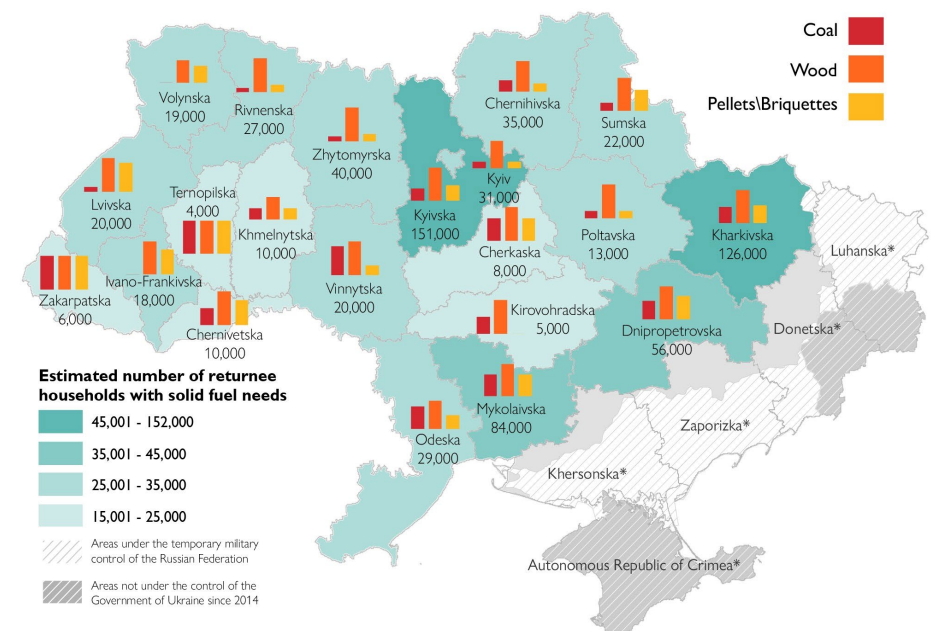 Coal
Wood
Pellets\Briquettes
Volynska
19,000
Rivnenska
27,000
Zhytomyrska
40,000
Chernihivska
35,000
Sumska
22,000
Kyiv
31,000
Kyivska
151,000
Lvivska
20,000
Ternopilska
4,000
Khmelnytska
10,000
Cherkaska
8,000
Poltavska
13,000
Kharkivska
126,000
Luhanska*
Zakarpatska
6,000
Ivano-Frankivska
18,000
Chernivetska
10,000
Vinnytska
20,000
Kirovohradska
5,000
Dnipropetrovska
56,000
Donetska*
Mykolaivska
84,000
Odeska
29,000
Zaporizka*
Khersonska*
Autonomous Republic of Crimea*
Estimated number of returnee
households with solid fuel needs
45,001 - 152,000
35,001 - 45,000
25,001 - 35,000
15,001 - 25,000
Areas under the temporary military
control of the Russian Federation
Areas not under the control of the
Government of Ukraine since 2014